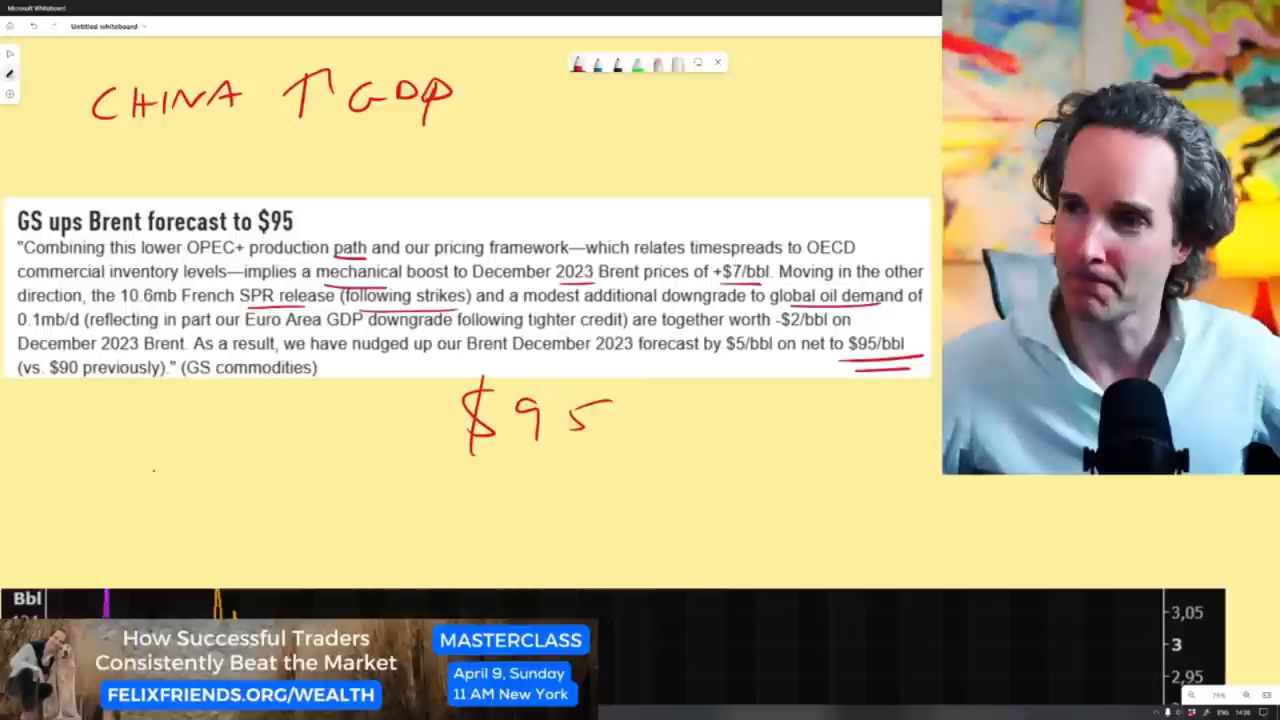 Microsoft Whiteboard
Untitled whiteboard
CHINA ↑ GDP
GS ups Brent forecast to $95
"Combining this lower OPEC+ production path and our pricing framework—which relates timespreads to OECD
commercial inventory levels—implies a mechanical boost to December 2023 Brent prices of +$7/bbl. Moving in the other
direction, the 10.6mb French SPR release (following strikes) and a modest additional downgrade to global oil demand of
0.1mb/d (reflecting in part our Euro Area GDP downgrade following tighter credit) are together worth -$2/bbl on
December 2023 Brent. As a result, we have nudged up our Brent December 2023 forecast by $5/bbl on net to $95/bbl
(vs. $90 previously)." (GS commodities)
$95
Bbl
3,05
3
2,95
How Successful Traders
Consistently Beat the Market
FELIXFRIENDS.ORG/WEALTH
MASTERCLASS
April 9, Sunday
11 AM New York
75%
ENG 14:38